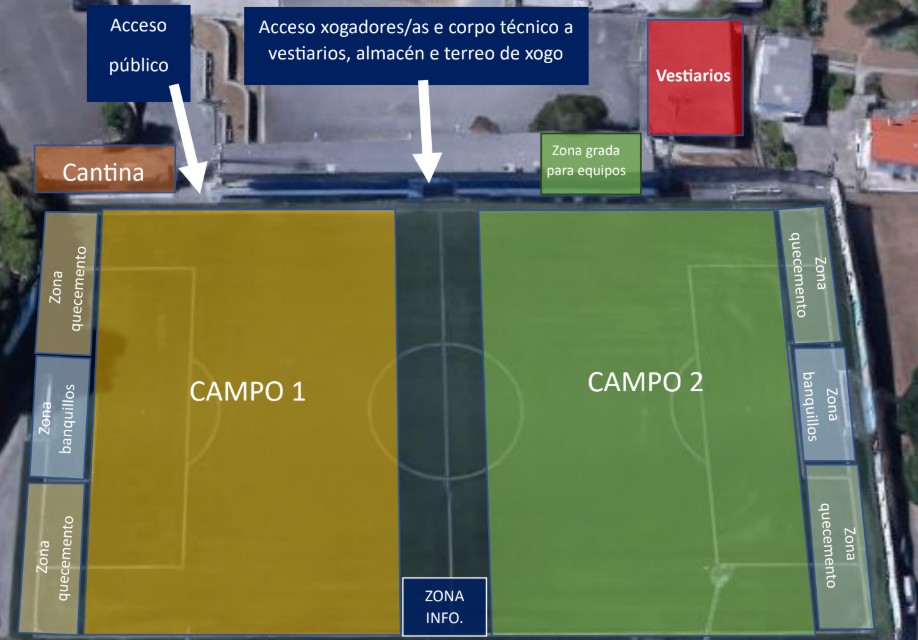 Acceso
público
Acceso xogadores/as e corpo técnico a
vestiarios, almacén e terreo de xogo
Vestiarios
Cantina
Zona grada
para equipos
Zona
quecemento
Zona
banquillos
Zona
quecemento
CAMPO 1
CAMPO 2
Zona
quecemento
Zona
banquillos
Zona
quecemento
ZONA
INFO.